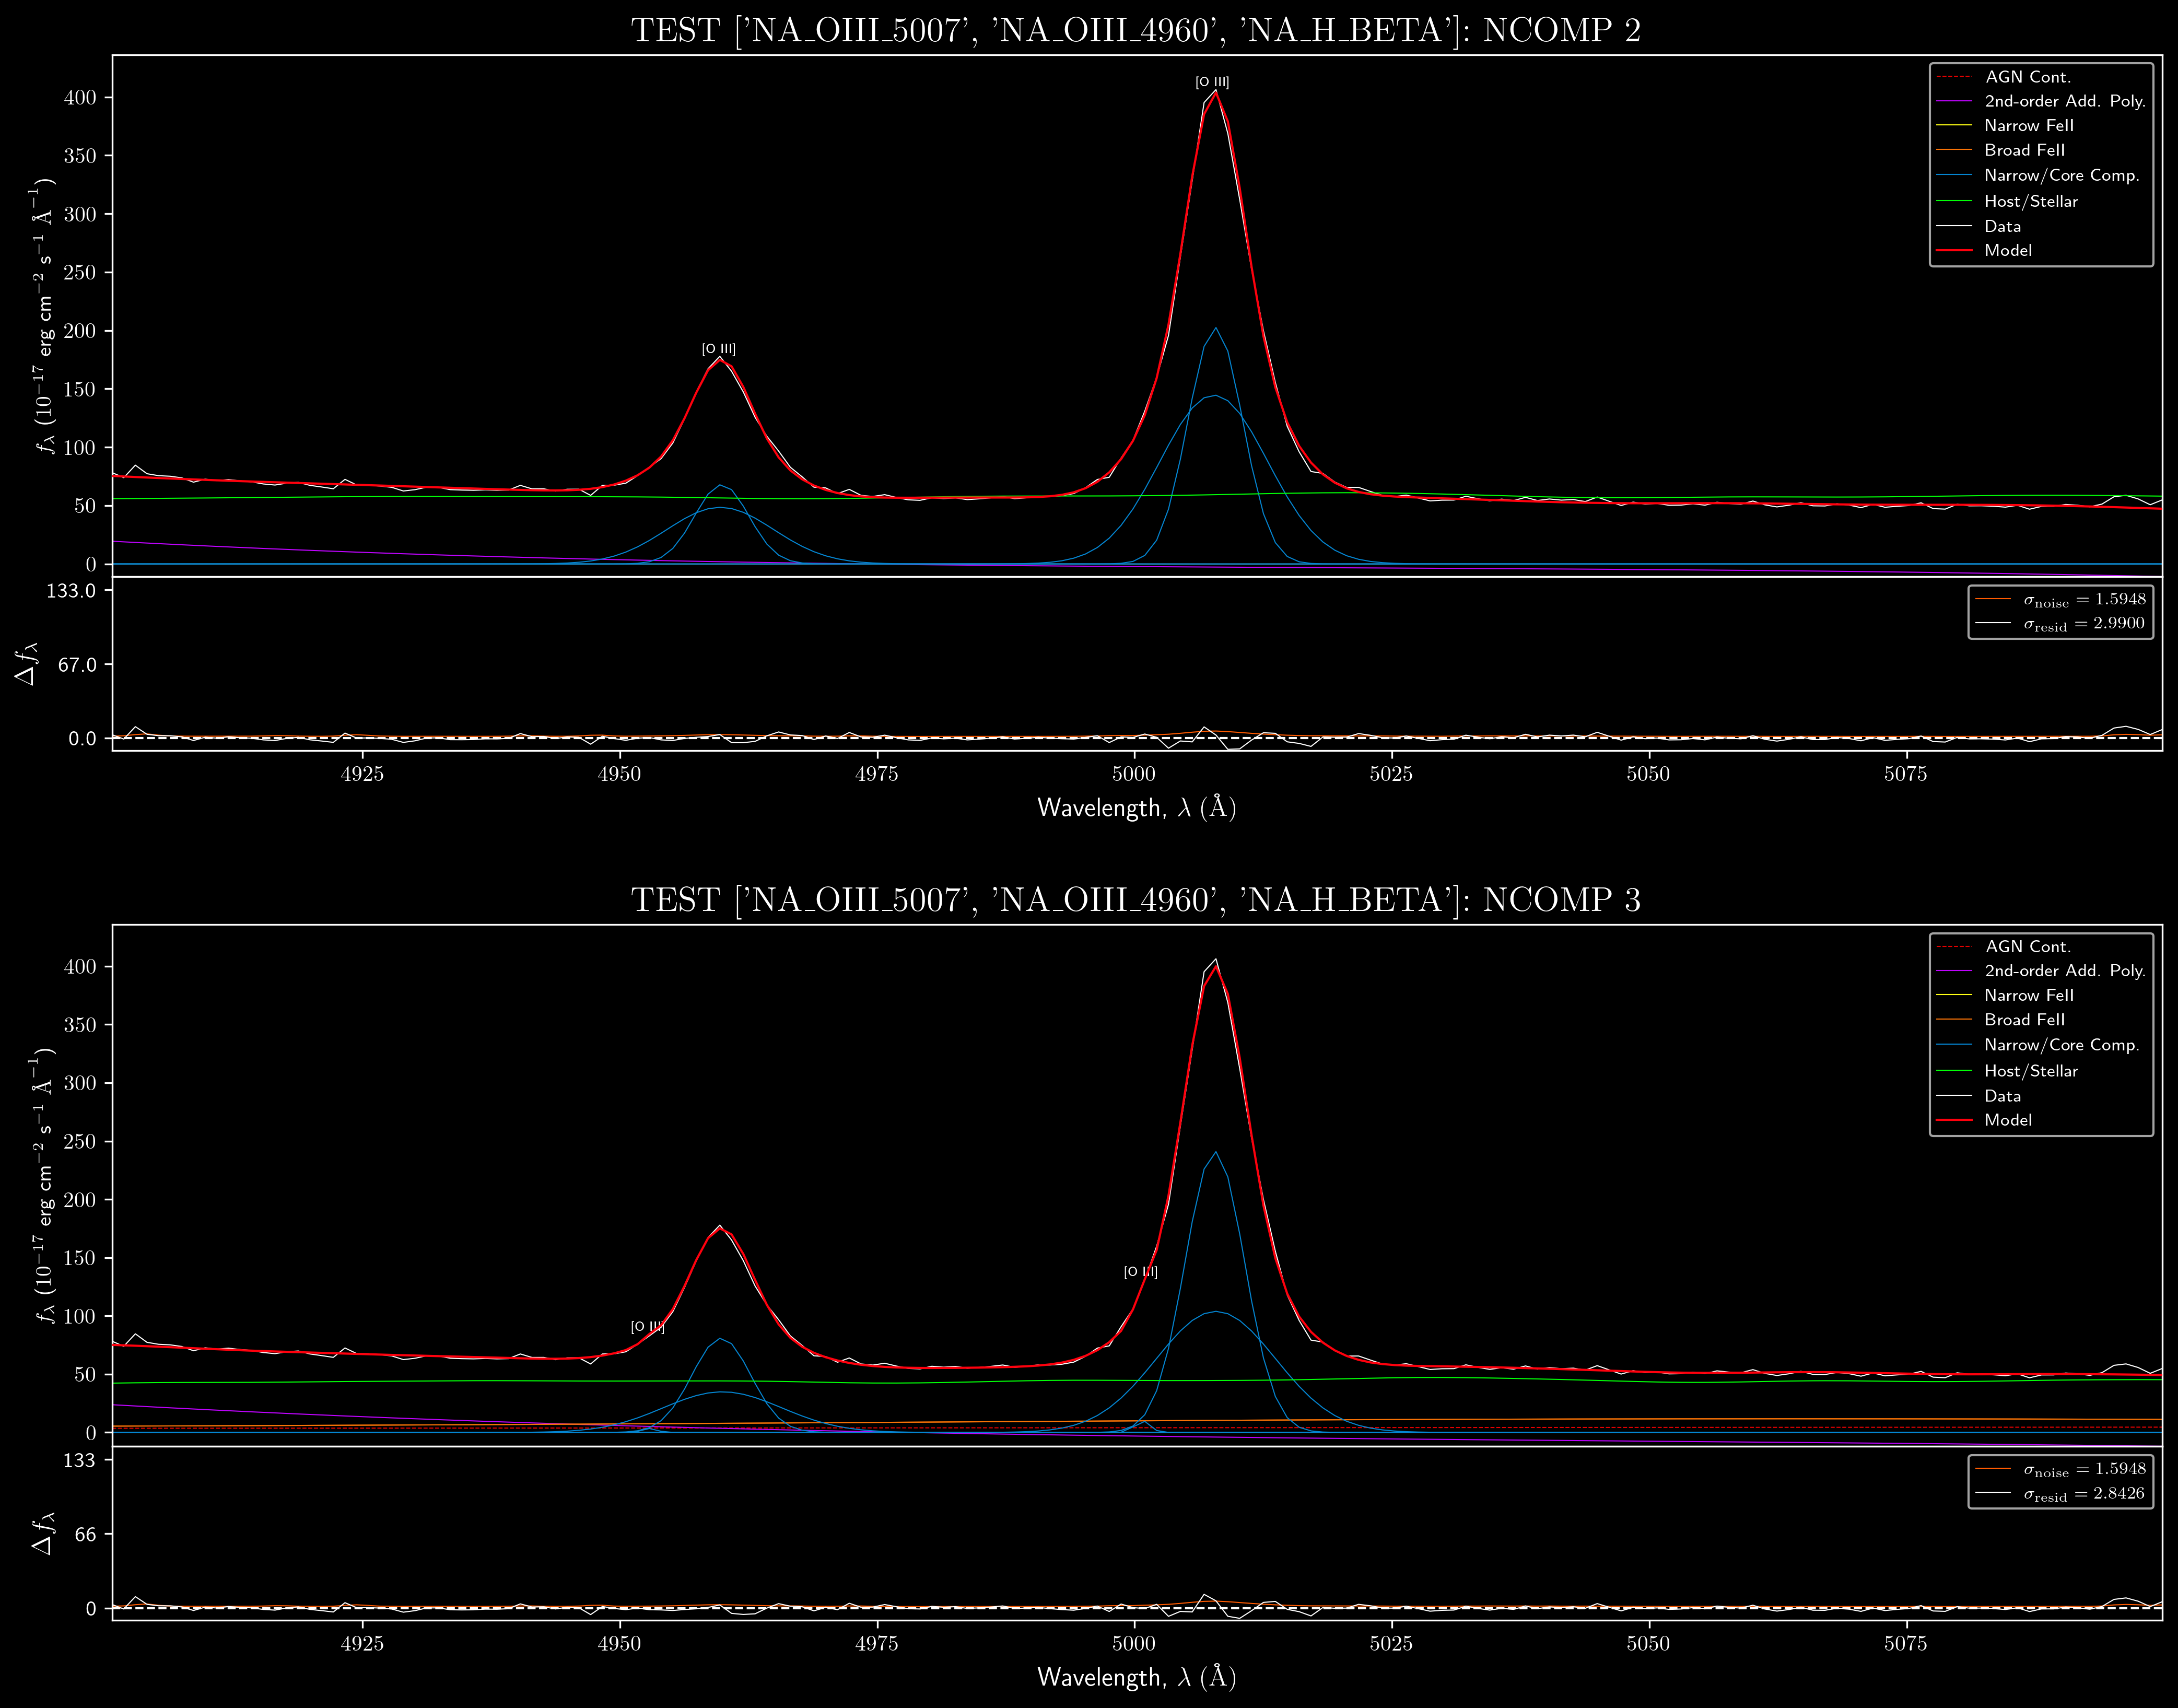 TEST ['NA_OIII_5007', 'NA_OIII_4960', 'NA_H_BETA']: NCOMP 2
[O III]
[O III]
AGN Cont.
2nd-order Add. Poly.
Narrow FeII
Broad FeII
Narrow/Core Comp.
Host/Stellar
Data
Model
400
350
300
250
200
150
100
50
0
f_λ (10^−17 erg cm^−2 s^−1 Å^−1)
133.0
67.0
0.0
Δf_λ
σ_noise = 1.5948
σ_resid = 2.9900
4925 4950 4975 5000 5025 5050 5075
Wavelength, λ (Å)
TEST ['NA_OIII_5007', 'NA_OIII_4960', 'NA_H_BETA']: NCOMP 3
AGN Cont.
2nd-order Add. Poly.
Narrow FeII
Broad FeII
Narrow/Core Comp.
Host/Stellar
Data
Model
[O III]
[O III]
400
350
300
250
200
150
100
50
0
f_λ (10^−17 erg cm^−2 s^−1 Å^−1)
133
66
0
Δf_λ
σ_noise = 1.5948
σ_resid = 2.8426
4925 4950 4975 5000 5025 5050 5075
Wavelength, λ (Å)